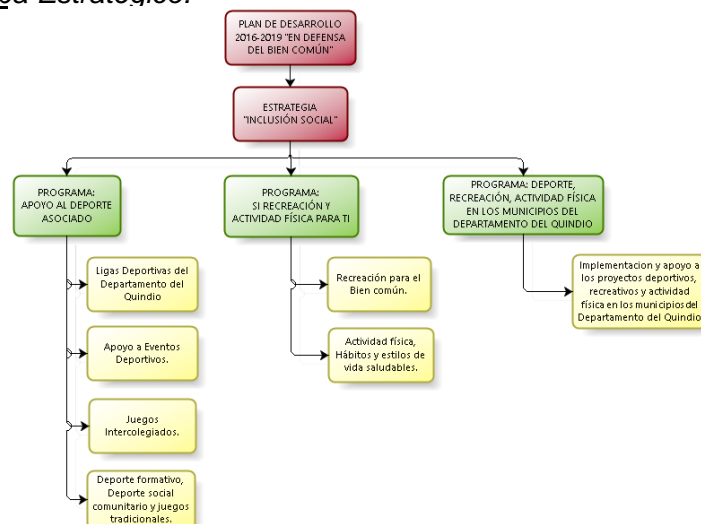 Estratégico.
PLAN DE DESARROLLO
2016-2019 "EN DEFENSA
DEL BIEN COMÚN"
ESTRATEGIA
"INCLUSIÓN SOCIAL"
PROGRAMA:
APOYO AL DEPORTE
ASOCIADO
PROGRAMA:
SI RECREACIÓN Y
ACTIVIDAD FÍSICA PARA TI
PROGRAMA: DEPORTE,
RECREACIÓN, ACTIVIDAD FÍSICA
EN LOS MUNICIPIOS DEL
DEPARTAMENTO DEL QUINDIO
Ligas Deportivas del
Departamento del
Quindio
Apoyo a Eventos
Deportivos.
Juegos
Intercolegiados.
Deporte formativo,
Deporte social
comunitario y juegos
tradicionales.
Recreación para el
Bien común.
Actividad física,
Hábitos y estilos de
vida saludables.
Implementacion y apoyo a
los proyectos deportivos,
recreativos y actividad
física en los municipios del
Departamento del Quindio